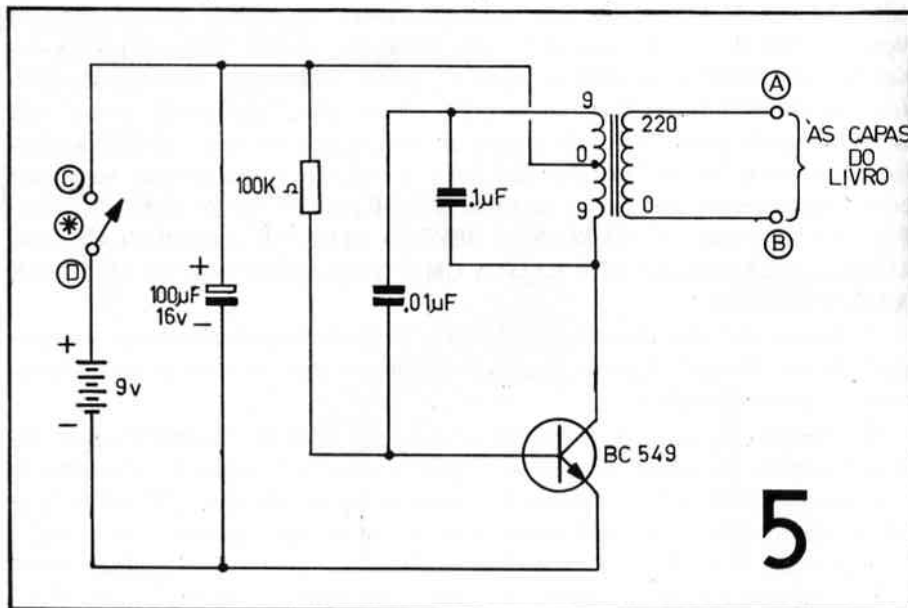 A
9
220
0
AS CAPAS
DO
LIVRO
9
0
B
C
*
D
100K Ω
.1µF
+
100µF
16v
−
.01µF
+
9v
−
BC 549
5